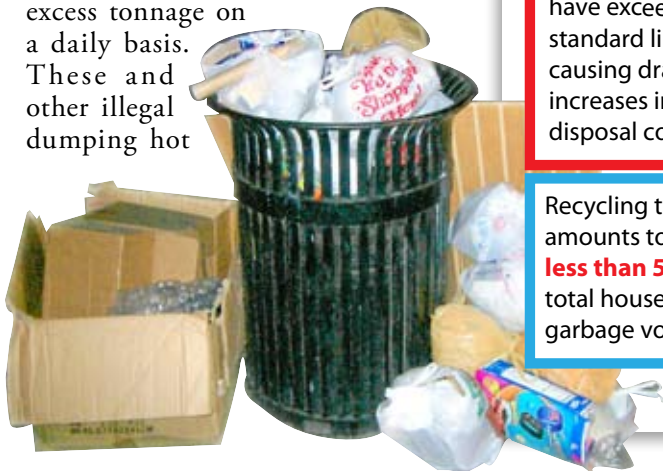 excess tonnage on
a daily basis.
These and
other illegal
dumping hot
have excee
standard li
causing dra
increases in
disposal co
Recycling t
amounts to
less than 5
total house
garbage vo